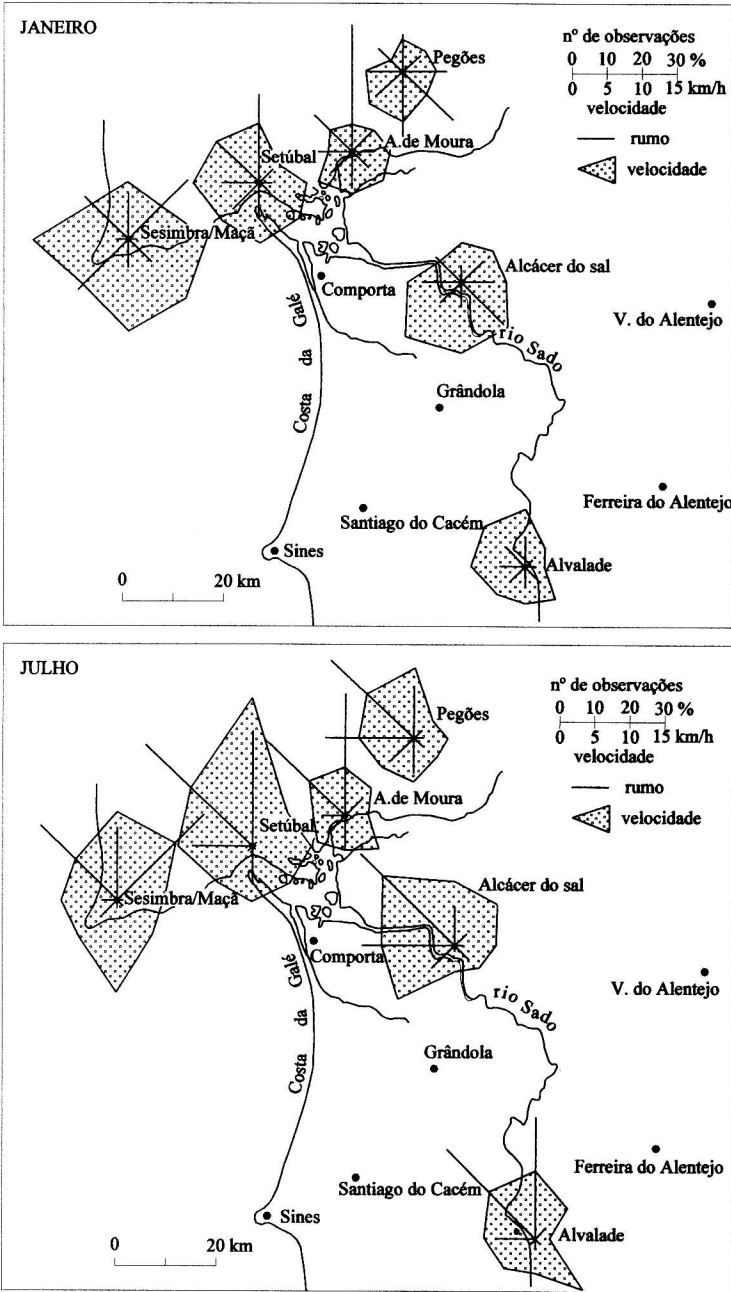 JANEIRO
nº de observações
0 10 20 30 %
0 5 10 15 km/h
velocidade
rumo
velocidade
Pegões
A.de Moura
Setúbal
Sesimbra/Maçã
Alcácer do sal
Comporta
V. do Alentejo
Costa da Galé
rio Sado
Grândola
Ferreira do Alentejo
Santiago do Cacém
Sines
Alvalade
0 20 km
JULHO
nº de observações
0 10 20 30 %
0 5 10 15 km/h
velocidade
rumo
velocidade
Pegões
A.de Moura
Setúbal
Sesimbra/Maçã
Alcácer do sal
Comporta
V. do Alentejo
Costa da Galé
rio Sado
Grândola
Ferreira do Alentejo
Santiago do Cacém
Sines
Alvalade
0 20 km